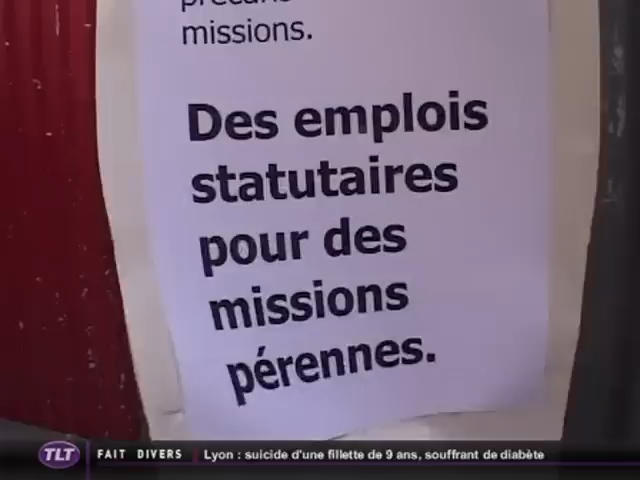 missions.
Des emplois
statutaires
pour des
missions
pérennes.
TLT FAIT DIVERS Lyon : suicide d'une fillette de 9 ans, souffrant de diabète